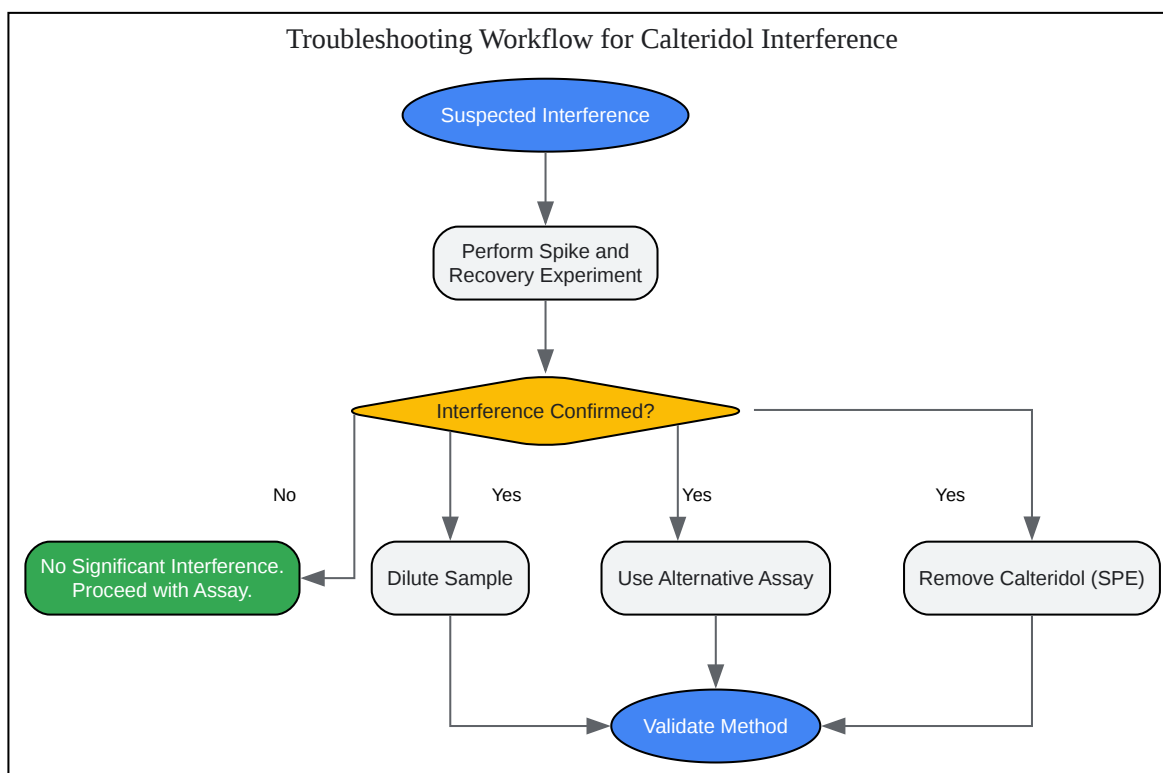 Troubleshooting Workflow for Calteridol Interference
Suspected Interference
Perform Spike and
Recovery Experiment
Interference Confirmed?
No
Yes
Yes
Yes
No Significant Interference.
Proceed with Assay.
Dilute Sample
Use Alternative Assay
Remove Calteridol (SPE)
Validate Method